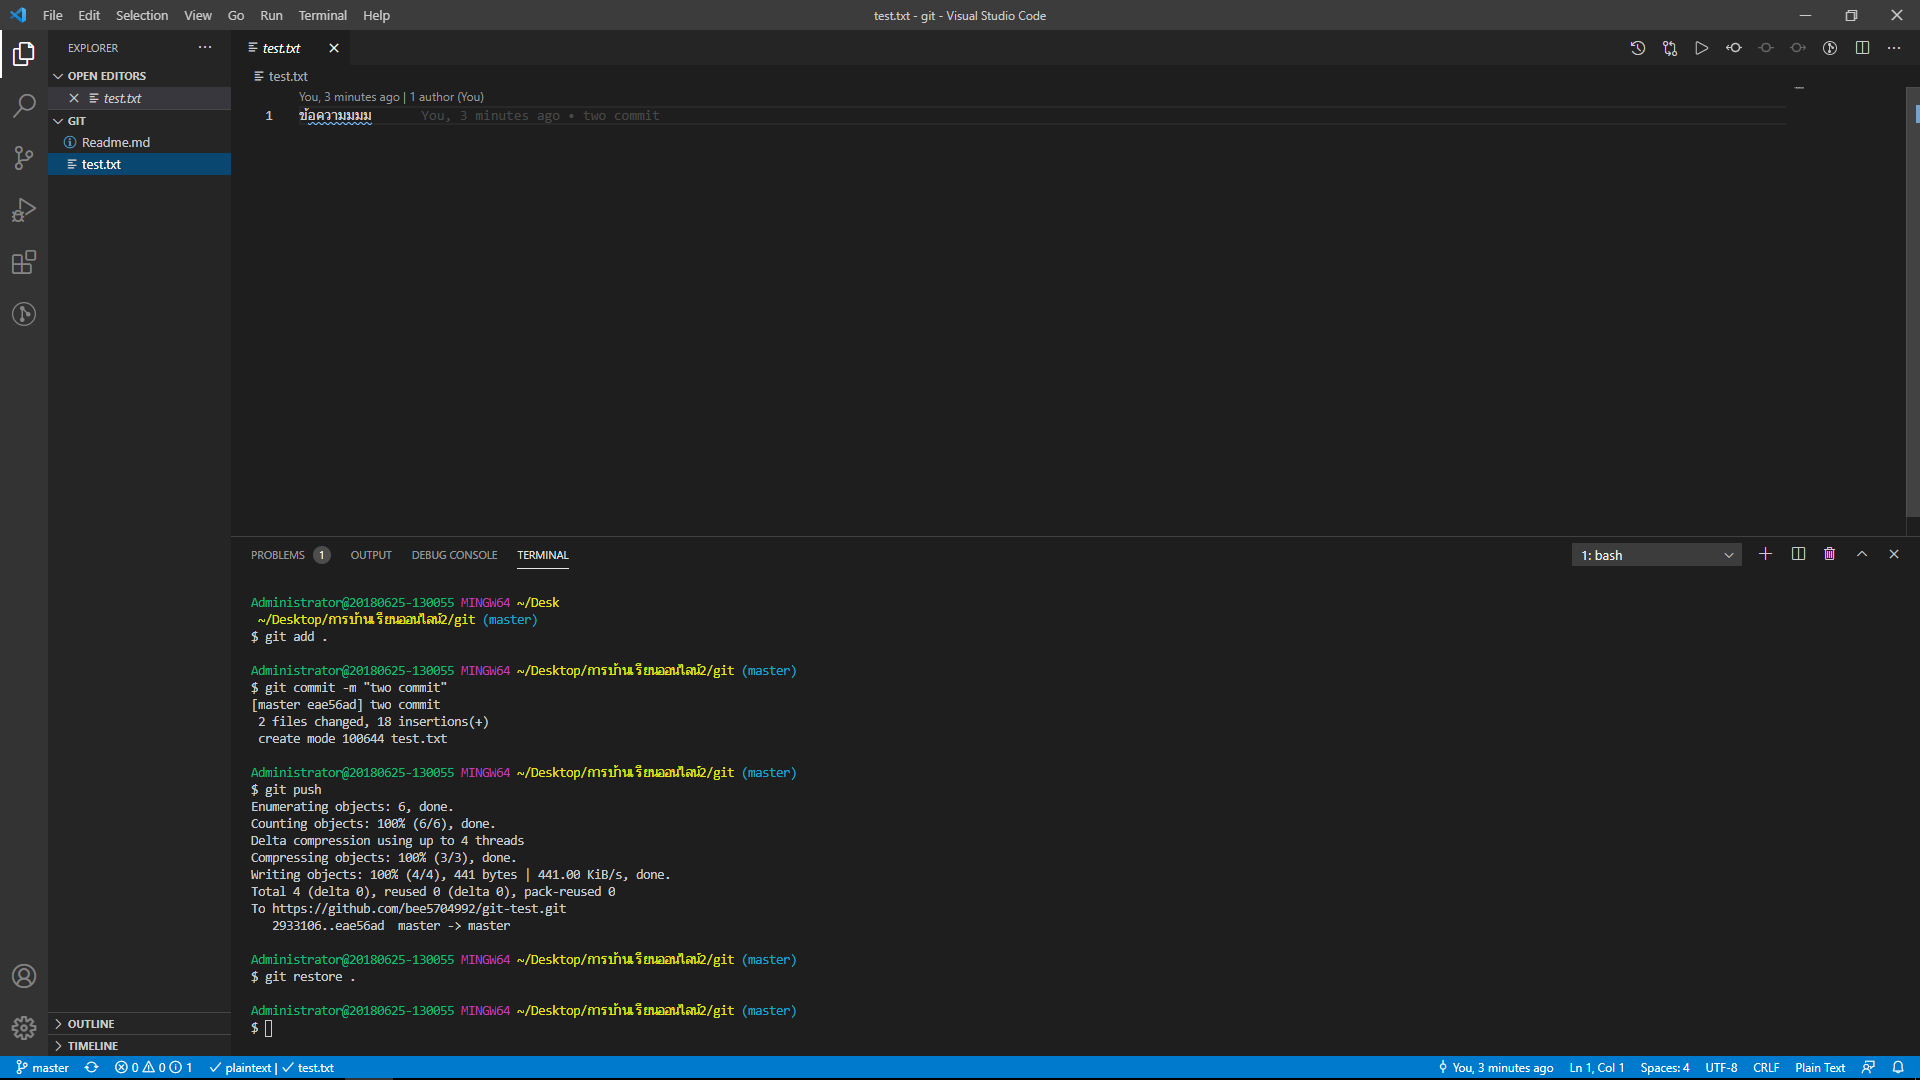 File Edit Selection View Go Run Terminal Help
test.txt - git - Visual Studio Code
EXPLORER
OPEN EDITORS
test.txt
GIT
Readme.md
test.txt
OUTLINE
TIMELINE
test.txt
test.txt
You, 3 minutes ago | 1 author (You)
1 ข้อความมมมม You, 3 minutes ago • two commit
PROBLEMS 1 OUTPUT DEBUG CONSOLE TERMINAL
1: bash
Administrator@20180625-130055 MINGW64 ~/Desk
~/Desktop/การบ้านเรียนออนไลน์2/git (master)
$ git add .
Administrator@20180625-130055 MINGW64 ~/Desktop/การบ้านเรียนออนไลน์2/git (master)
$ git commit -m "two commit"
[master eae56ad] two commit
2 files changed, 18 insertions(+)
create mode 100644 test.txt
Administrator@20180625-130055 MINGW64 ~/Desktop/การบ้านเรียนออนไลน์2/git (master)
$ git push
Enumerating objects: 6, done.
Counting objects: 100% (6/6), done.
Delta compression using up to 4 threads
Compressing objects: 100% (3/3), done.
Writing objects: 100% (4/4), 441 bytes | 441.00 KiB/s, done.
Total 4 (delta 0), reused 0 (delta 0), pack-reused 0
To https://github.com/bee5704992/git-test.git
2933106..eae56ad master -> master
Administrator@20180625-130055 MINGW64 ~/Desktop/การบ้านเรียนออนไลน์2/git (master)
$ git restore .
Administrator@20180625-130055 MINGW64 ~/Desktop/การบ้านเรียนออนไลน์2/git (master)
$
master 0 0 1 plaintext | test.txt You, 3 minutes ago Ln 1, Col 1 Spaces: 4 UTF-8 CRLF Plain Text